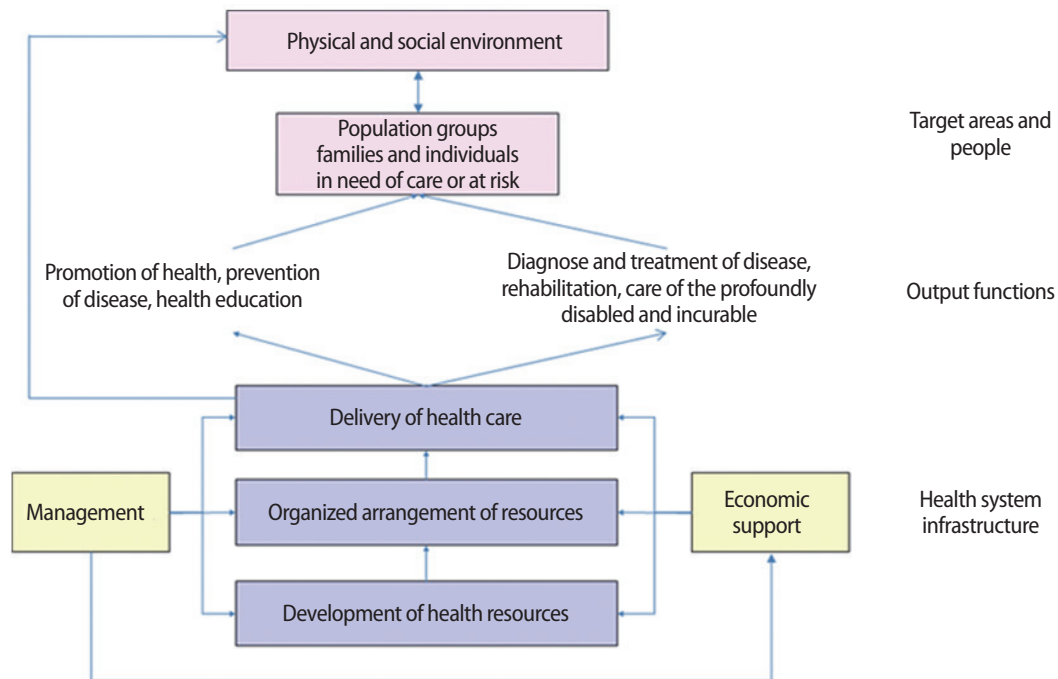 Physical and social environment
Population groups
families and individuals
in need of care or at risk
Target areas and
people
Promotion of health, prevention
of disease, health education
Diagnose and treatment of disease,
rehabilitation, care of the profoundly
disabled and incurable
Output functions
Delivery of health care
Management
Organized arrangement of resources
Economic
support
Health system
infrastructure
Development of health resources